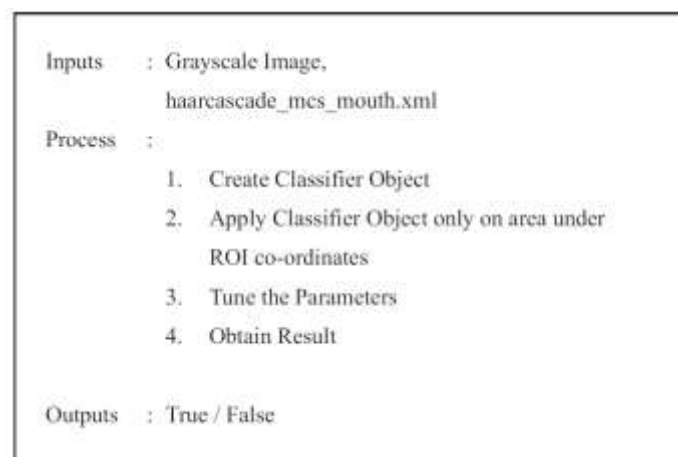 Inputs : Grayscale Image,
haarcascade_mcs_mouth.xml
Process :
1. Create Classifier Object
2. Apply Classifier Object only on area under
ROI co-ordinates
3. Tune the Parameters
4. Obtain Result
Outputs : True / False